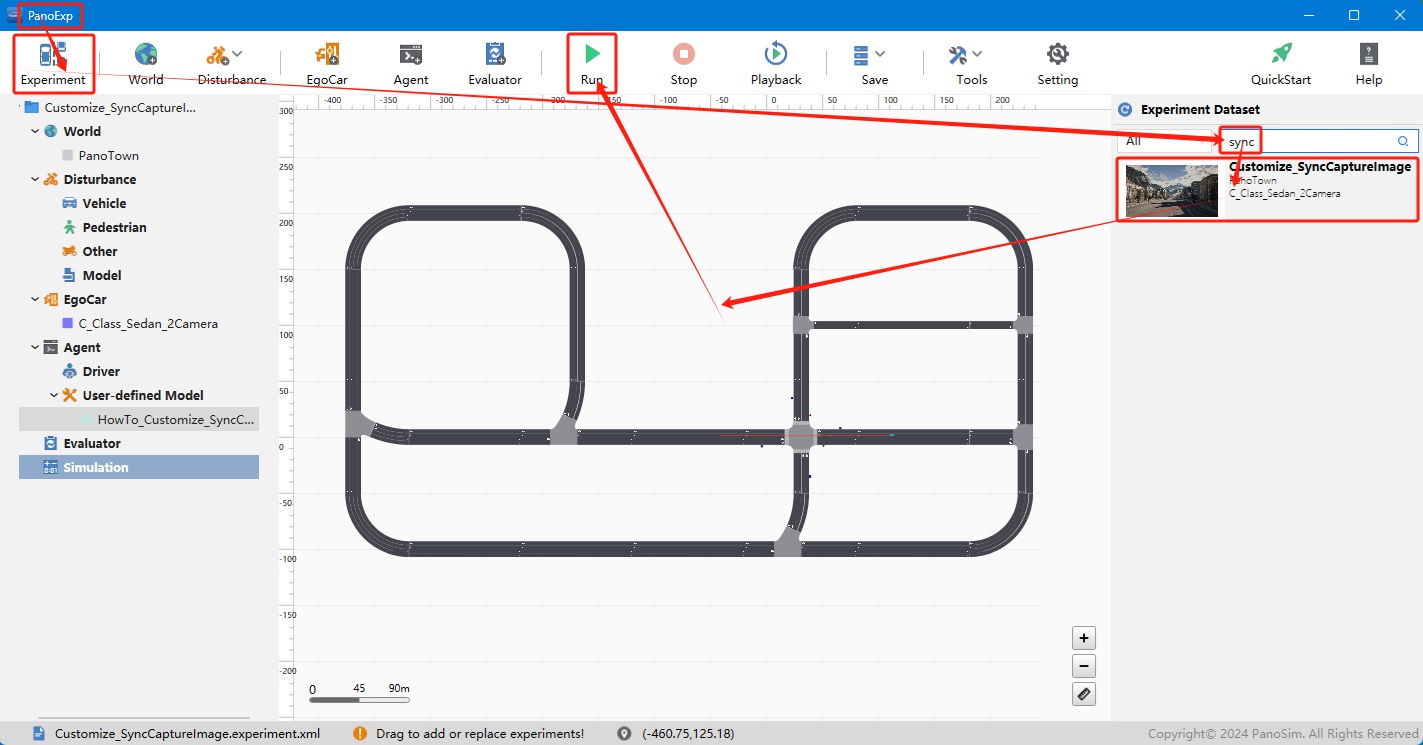 PanoExp
Experiment
World
Disturbance
EgoCar
Agent
Evaluator
Run
Stop
Playback
Save
Tools
Setting
QuickStart
Help
Customize_SyncCaptureI...
World
PanoTown
Disturbance
Vehicle
Pedestrian
Other
Model
EgoCar
C_Class_Sedan_2Camera
Agent
Driver
User-defined Model
HowTo_Customize_SyncC...
Evaluator
Simulation
-400 -350 -300 -250 -200 -150 -100 -50 0 50 100 150 200
300
250
200
150
100
50
0
-50
-100
-150
-200
0 45 90m
+
−
Experiment Dataset
All
sync
Customize_SyncCaptureImage
PanoTown
C_Class_Sedan_2Camera
Customize_SyncCaptureImage.experiment.xml
Drag to add or replace experiments!
(-460.75,125.18)
Copyright© 2024 PanoSim. All Rights Reserved